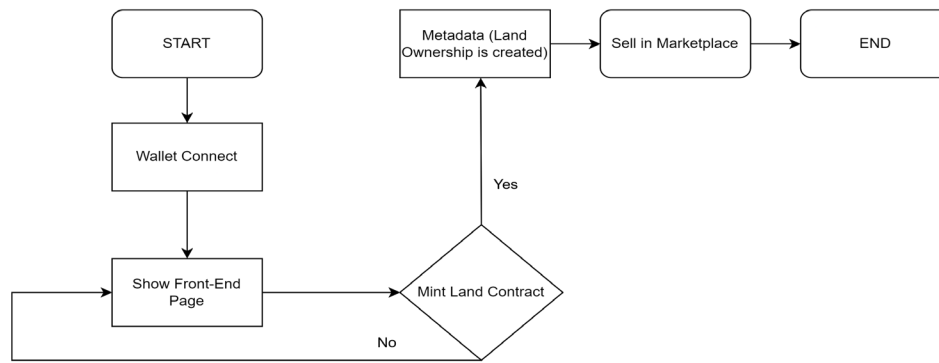 START
Wallet Connect
Show Front-End
Page
Mint Land Contract
No
Yes
Metadata (Land
Ownership is created)
Sell in Marketplace
END